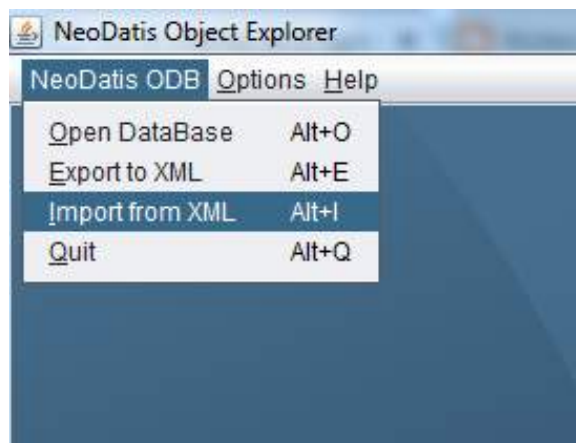 NeoDatis Object Explorer
NeoDatis ODB Options Help
Open DataBase Alt+O
Export to XML Alt+E
Import from XML Alt+I
Quit Alt+Q